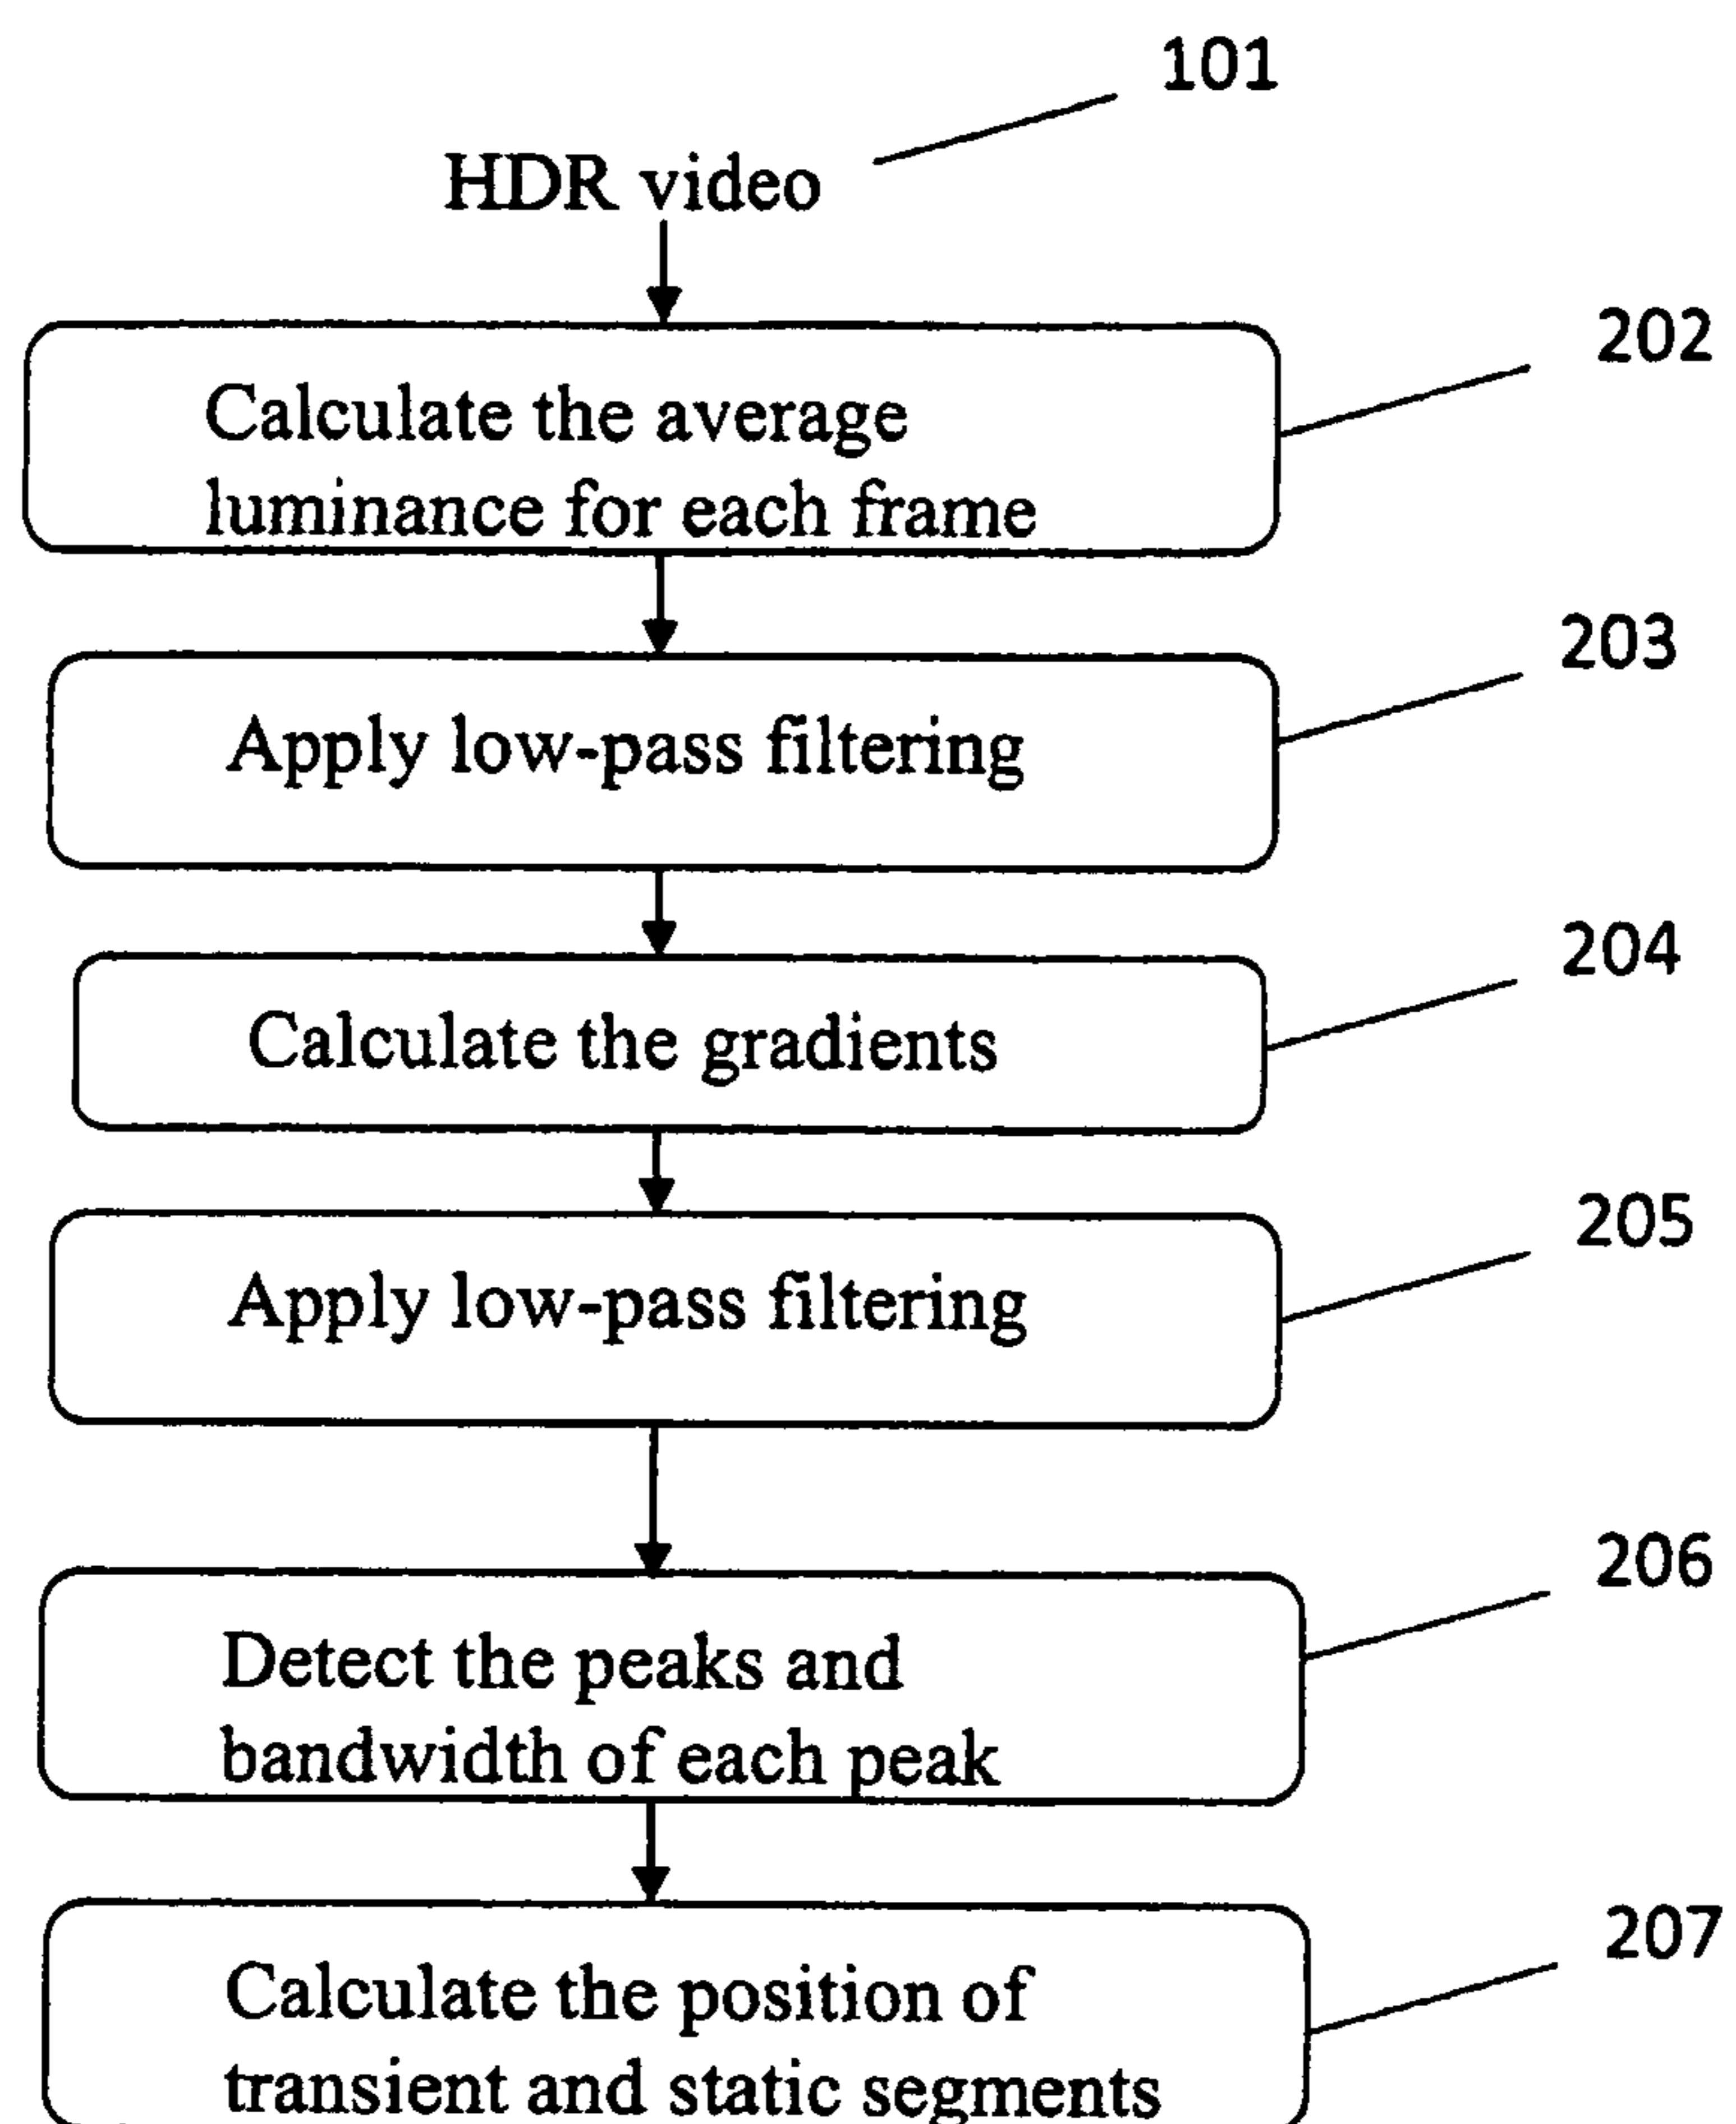 101
HDR video
202
Calculate the average
luminance for each frame
203
Apply low-pass filtering
204
Calculate the gradients
205
Apply low-pass filtering
206
Detect the peaks and
bandwidth of each peak
207
Calculate the position of
transient and static segments